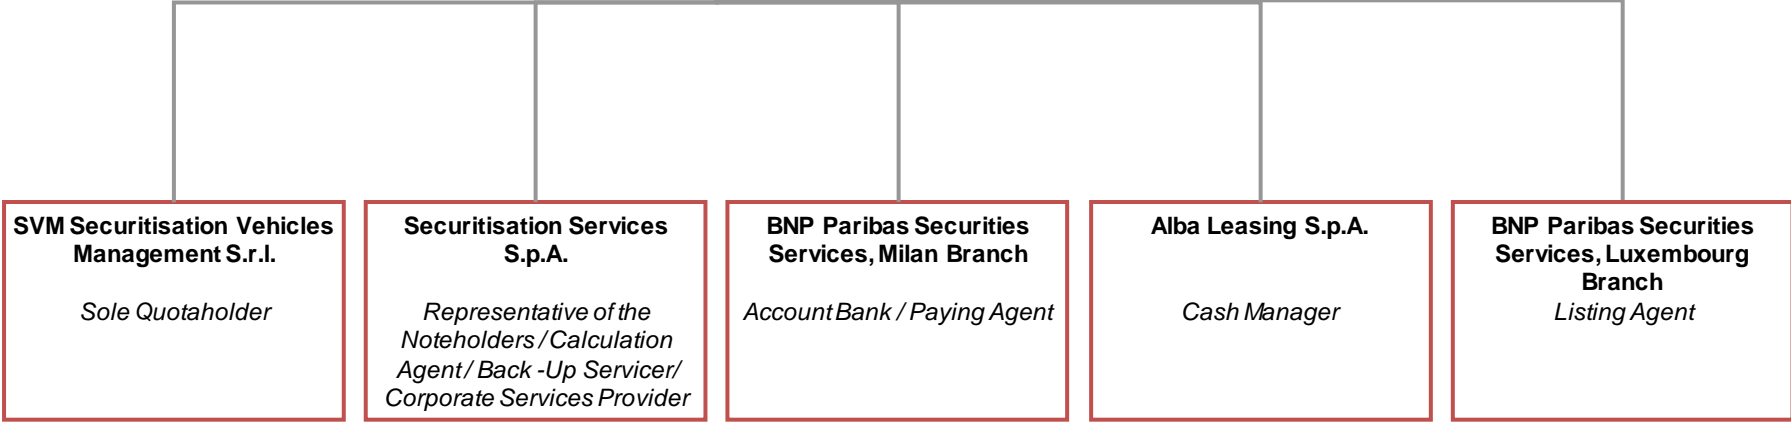 SVM Securitisation Vehicles
Management S.r.l.
Sole Quotaholder
Securitisation Services
S.p.A.
Representative of the
Noteholders / Calculation
Agent / Back -Up Servicer/
Corporate Services Provider
BNP Paribas Securities
Services, Milan Branch
Account Bank / Paying Agent
Alba Leasing S.p.A.
Cash Manager
BNP Paribas Securities
Services, Luxembourg
Branch
Listing Agent